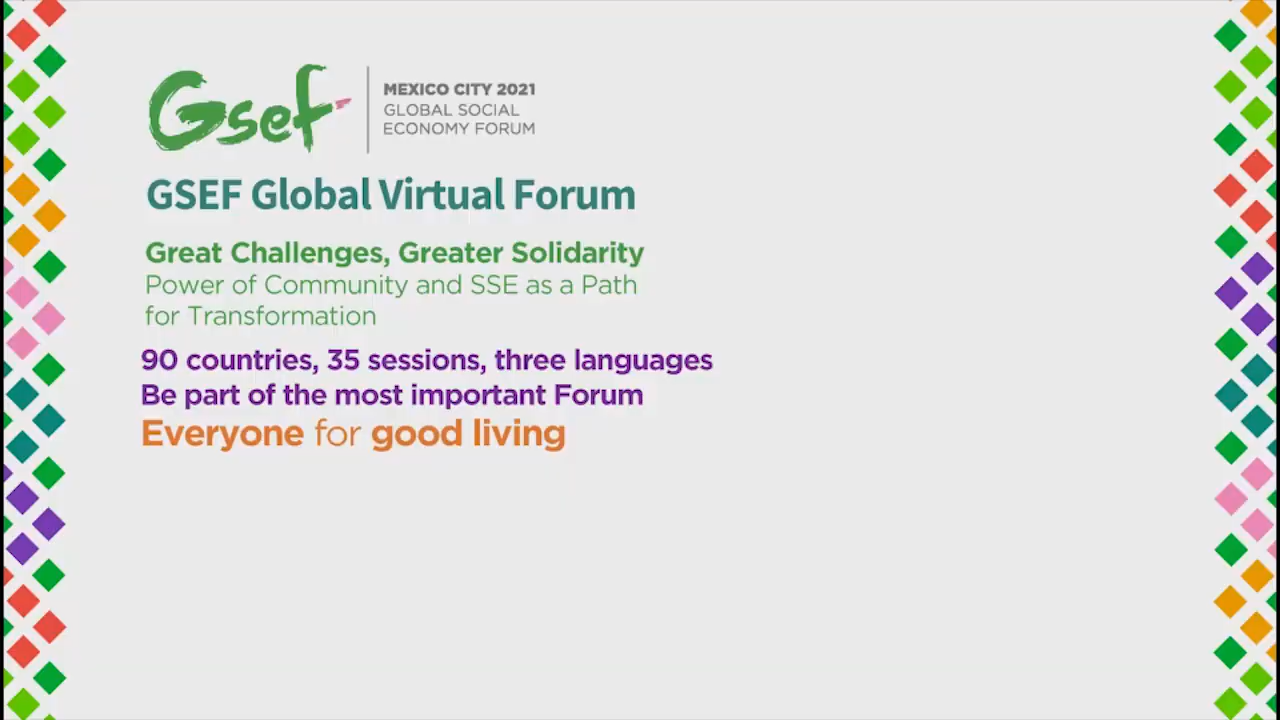 Gsef
MEXICO CITY 2021
GLOBAL SOCIAL
ECONOMY FORUM
GSEF Global Virtual Forum
Great Challenges, Greater Solidarity
Power of Community and SSE as a Path
for Transformation
90 countries, 35 sessions, three languages
Be part of the most important Forum
Everyone for good living